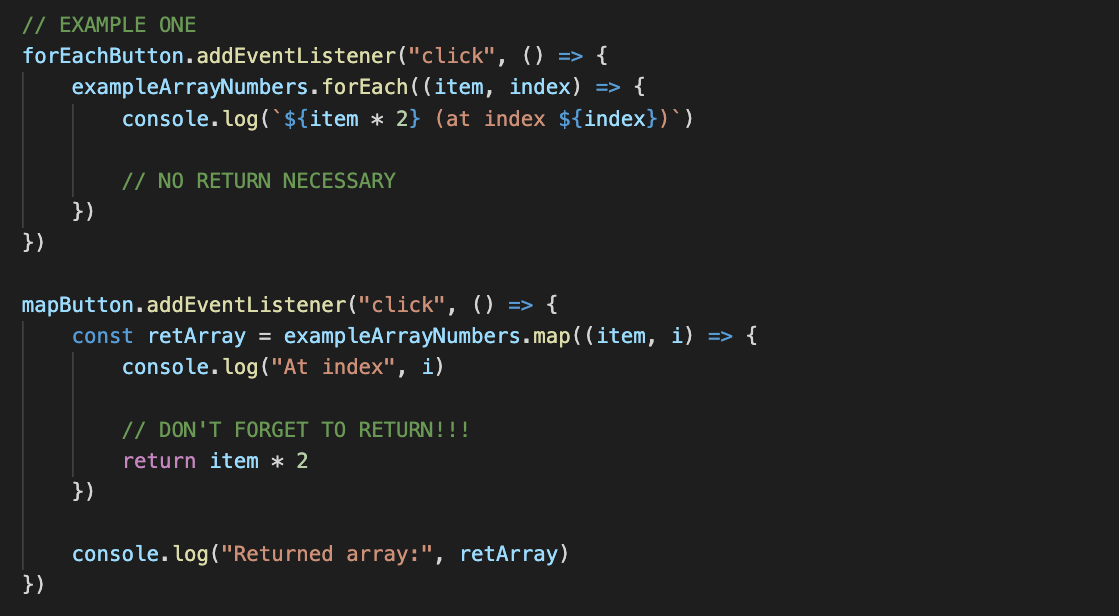 // EXAMPLE ONE
forEachButton.addEventListener("click", () => {
    exampleArrayNumbers.forEach((item, index) => {
        console.log(`${item * 2} (at index ${index})`)

        // NO RETURN NECESSARY
    })
})

mapButton.addEventListener("click", () => {
    const retArray = exampleArrayNumbers.map((item, i) => {
        console.log("At index", i)

        // DON'T FORGET TO RETURN!!!
        return item * 2
    })

    console.log("Returned array:", retArray)
})